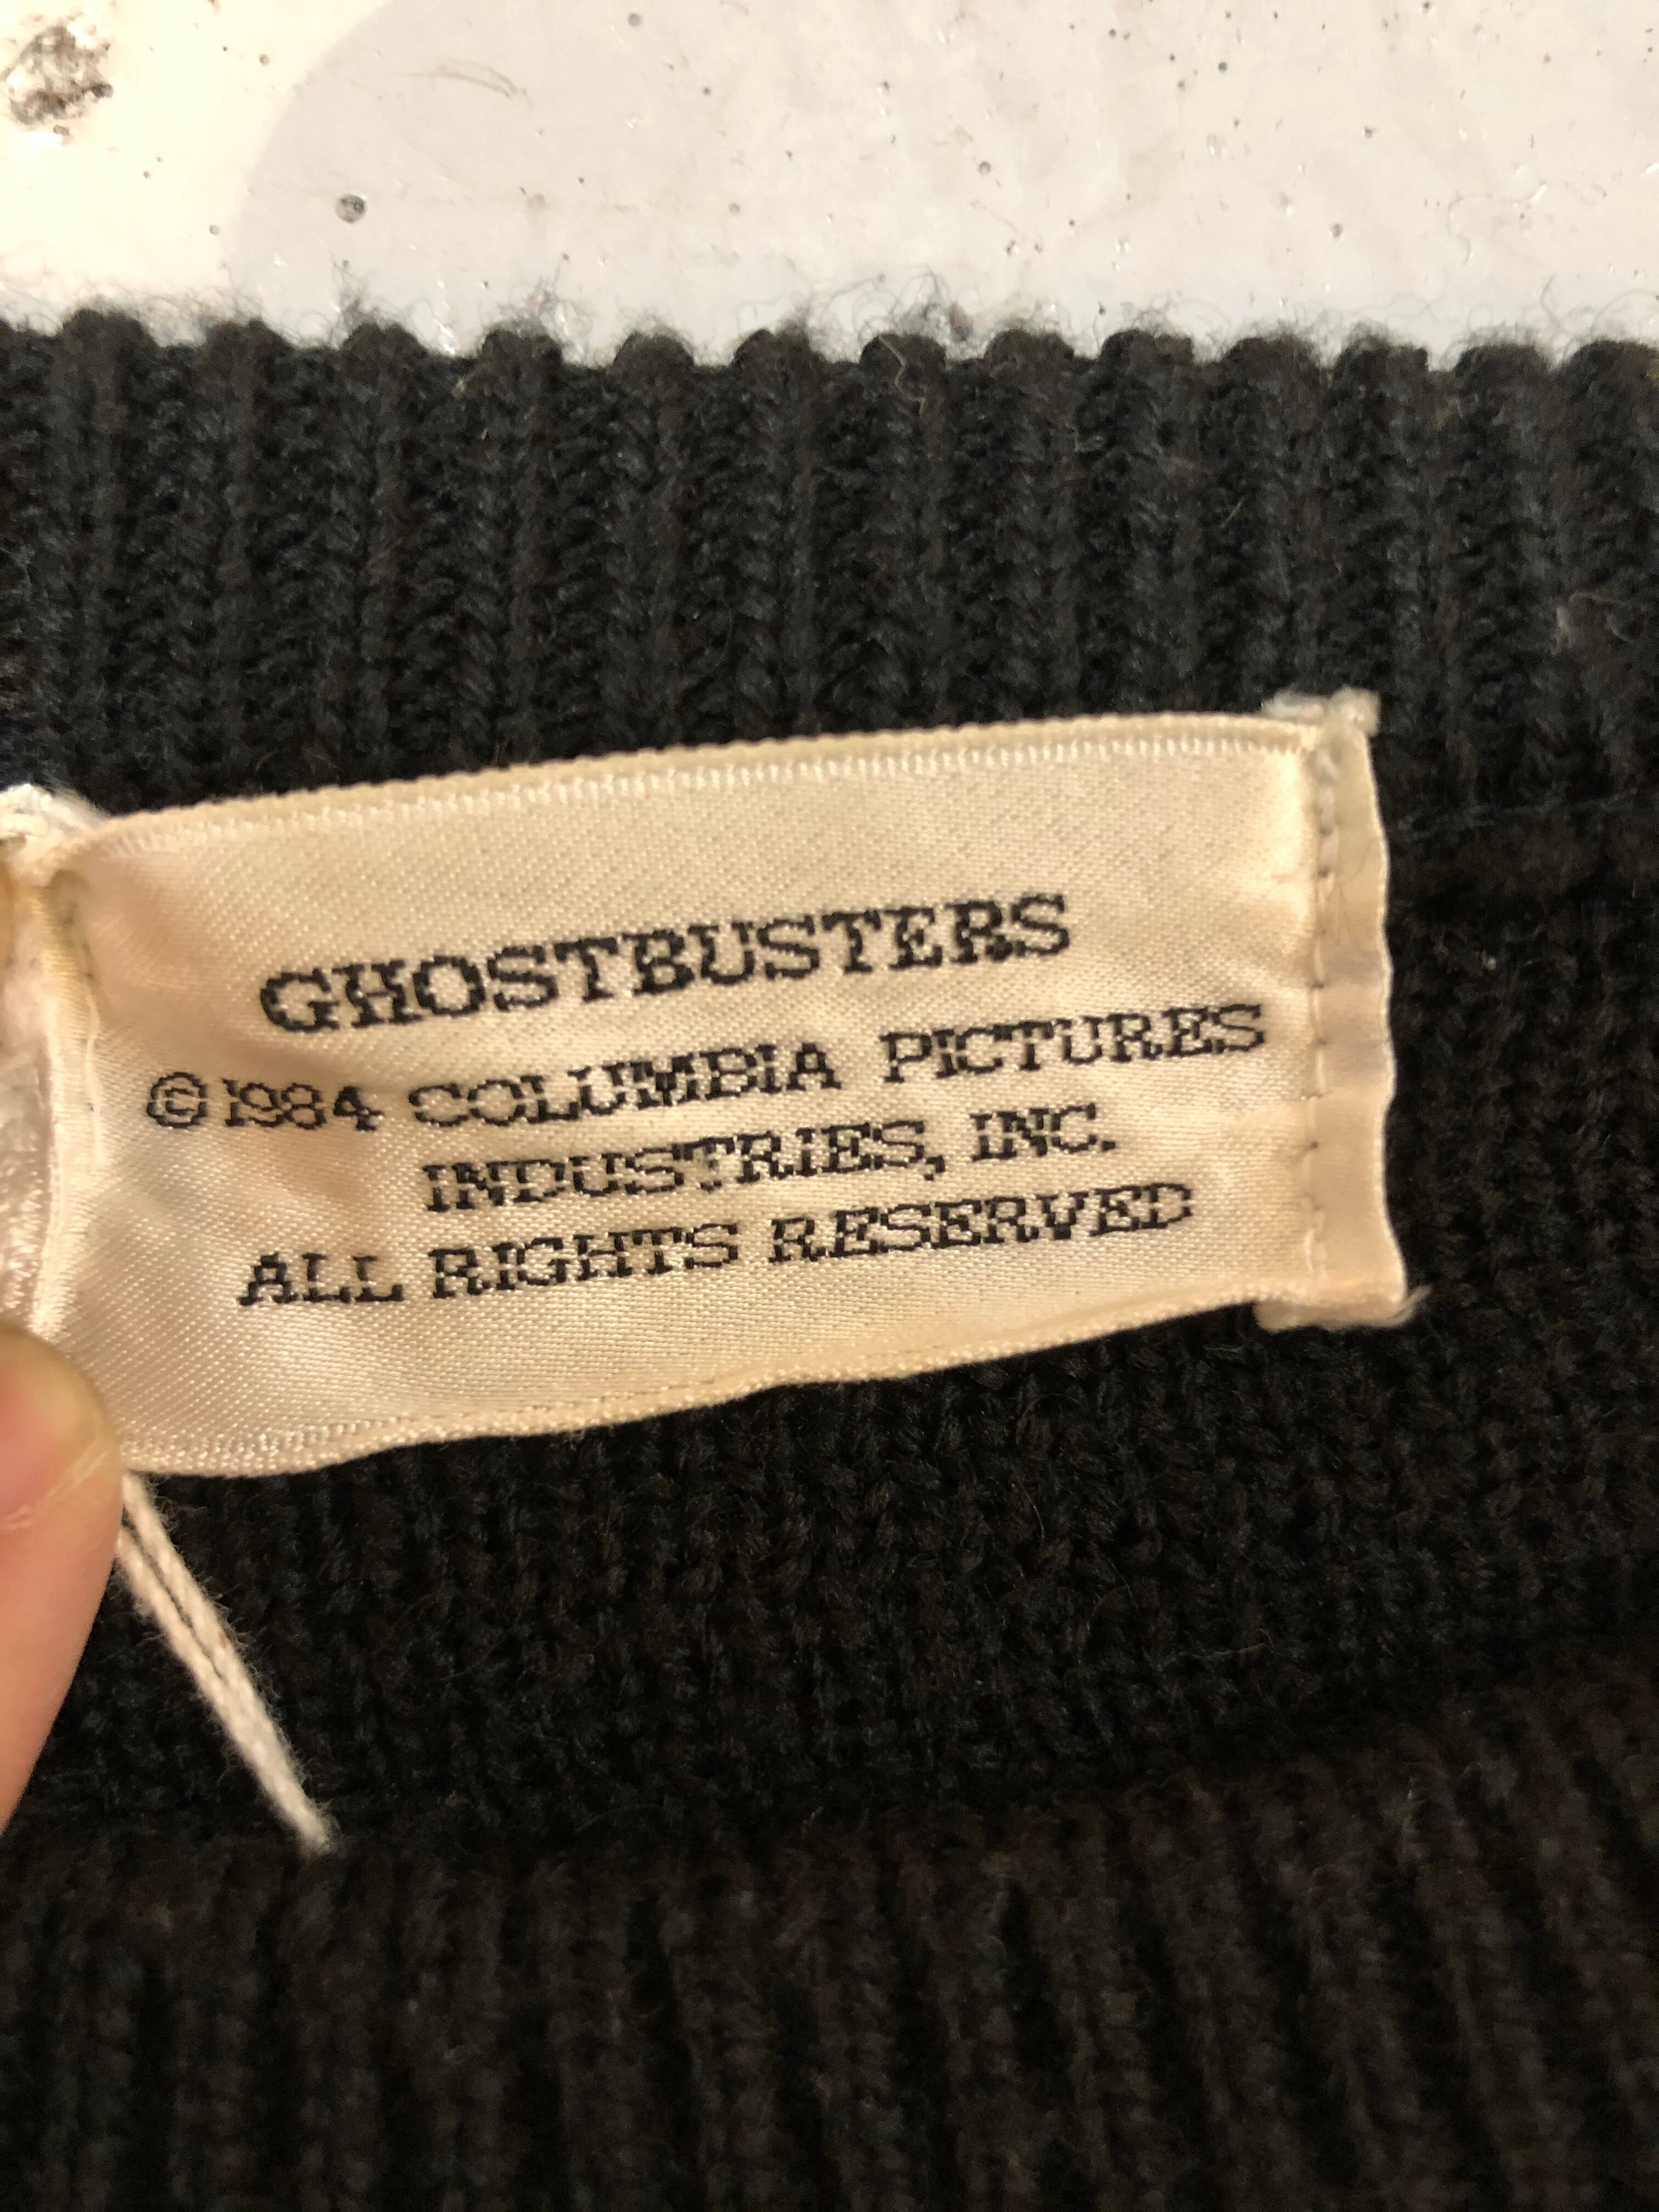 GHOSTBUSTERS
©1984 COLUMBIA PICTURES
INDUSTRIES, INC.
ALL RIGHTS RESERVED